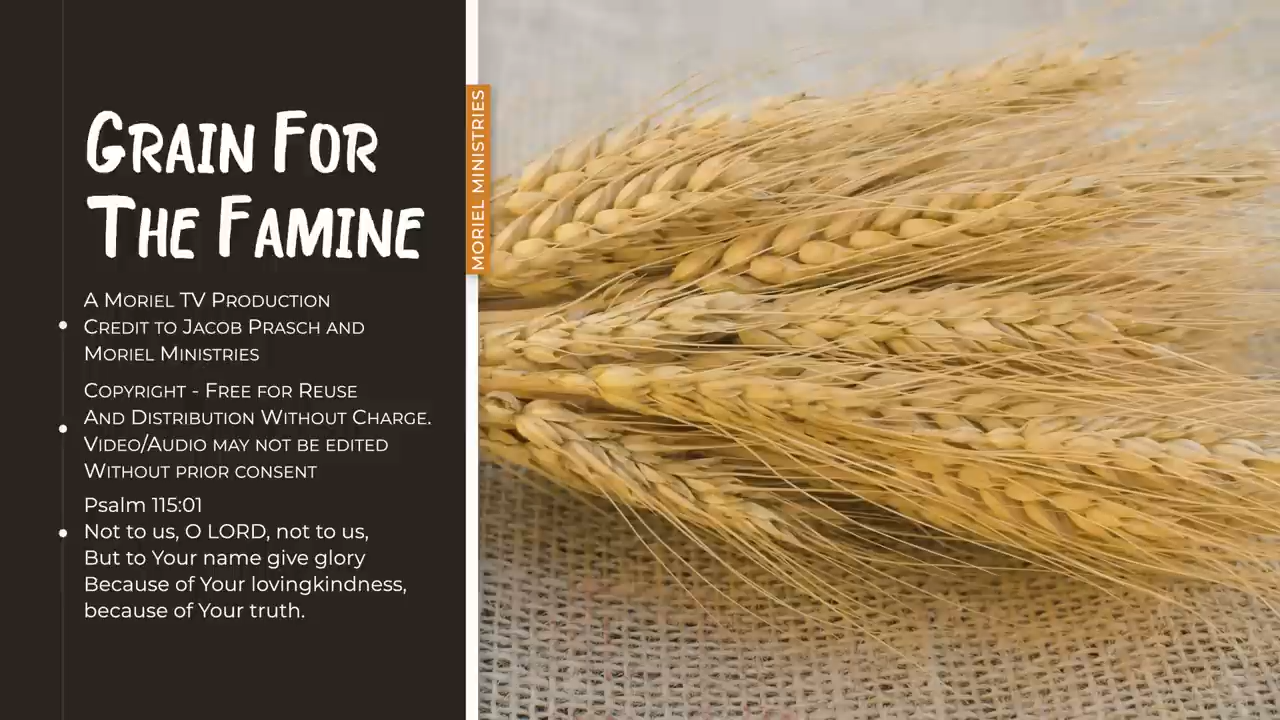 Grain For
The Famine
MORIEL MINISTRIES
A Moriel TV Production
Credit to Jacob Prasch and
Moriel Ministries
Copyright - Free for Reuse
And Distribution Without Charge.
Video/Audio may not be edited
Without prior consent
Psalm 115:01
Not to us, O LORD, not to us,
But to Your name give glory
Because of Your lovingkindness,
because of Your truth.